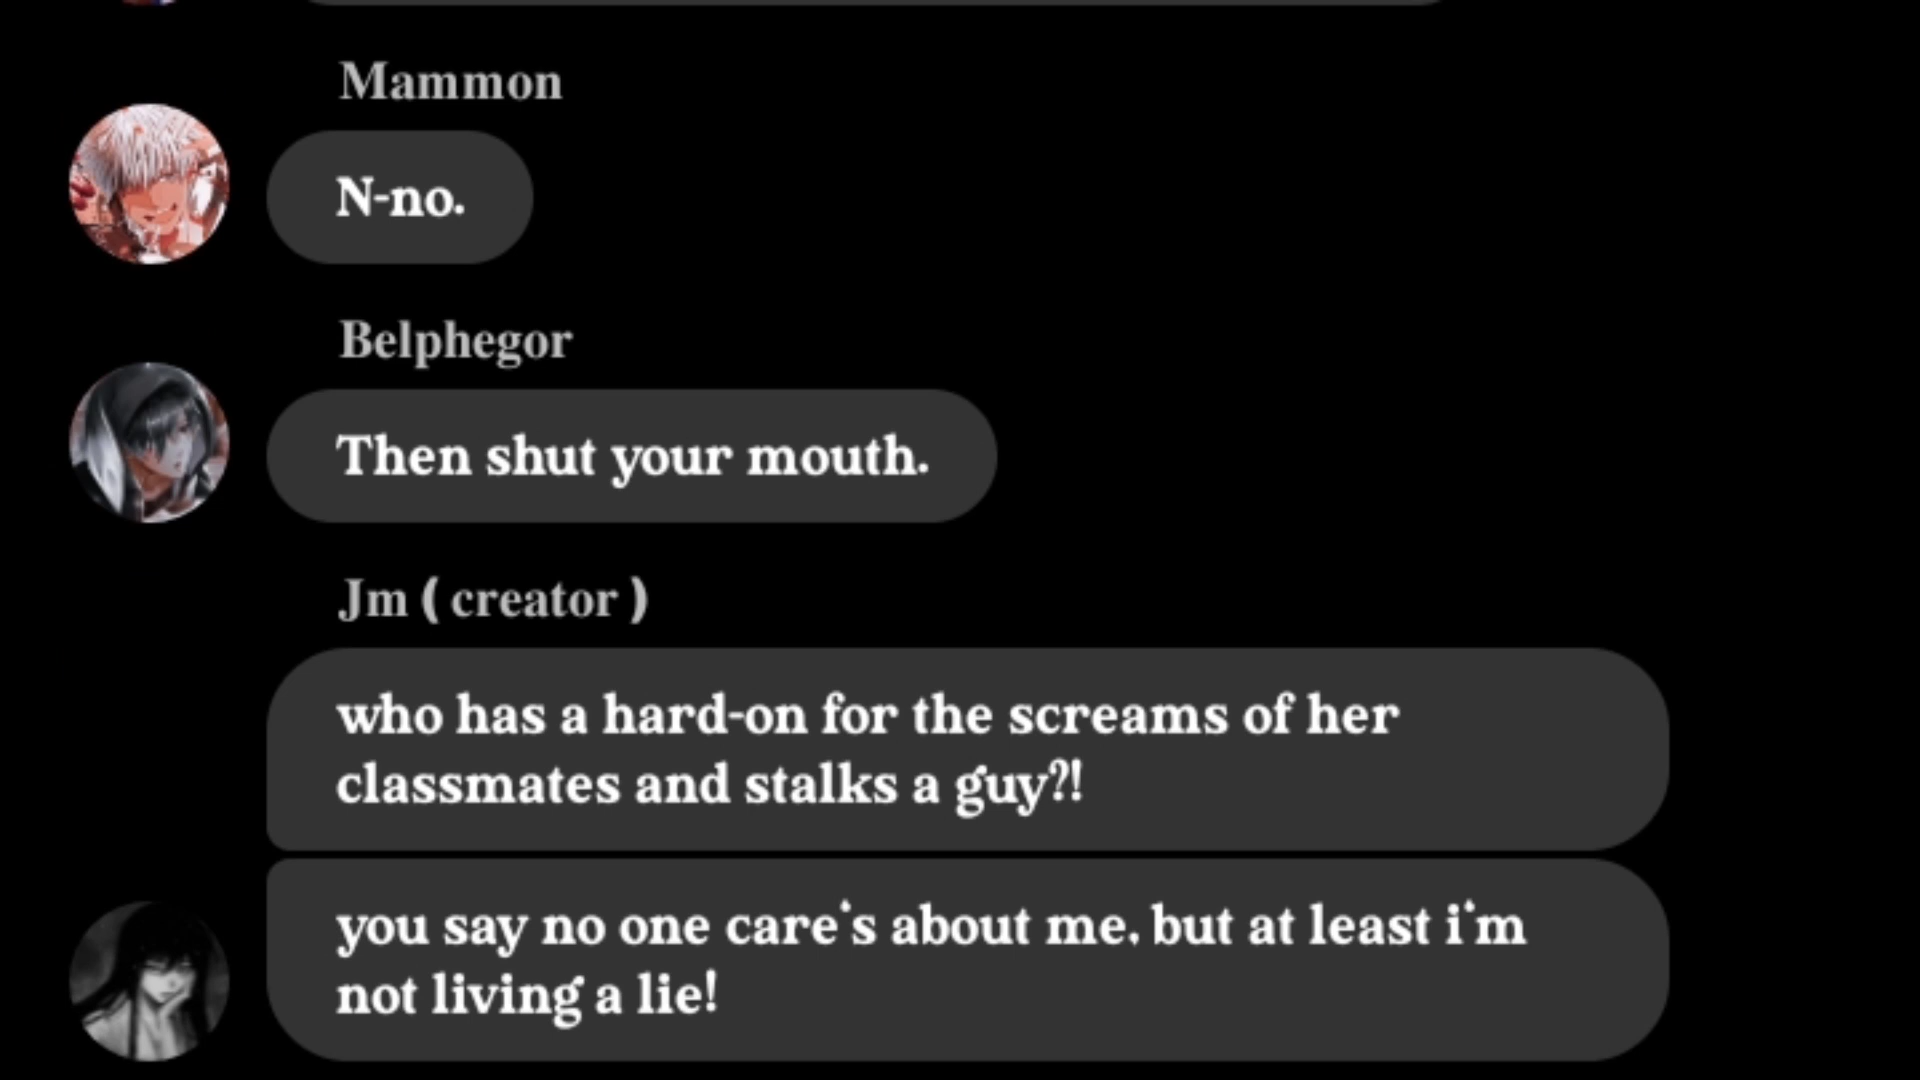 Mammon
N-no.
Belphegor
Then shut your mouth.
Jm ( creator )
who has a hard-on for the screams of her
classmates and stalks a guy?!
you say no one care's about me. but at least i'm
not living a lie!